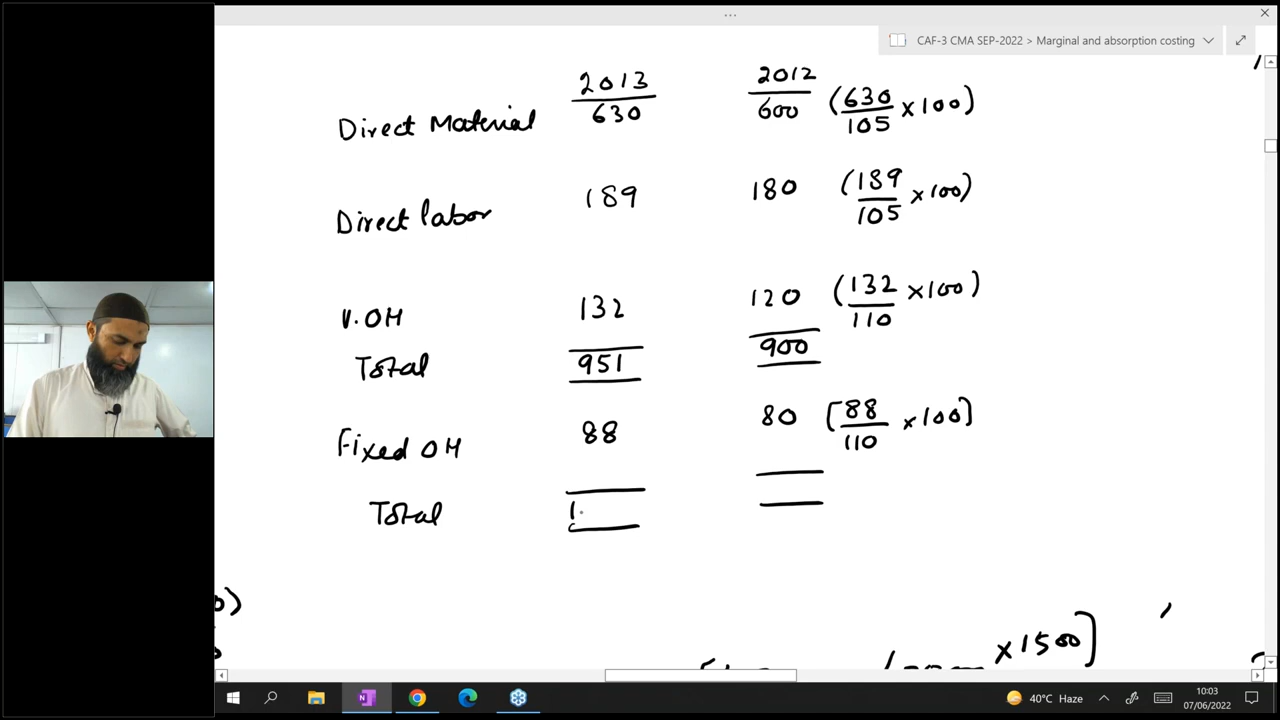 CAF-3 CMA SEP-2022 > Marginal and absorption costing
2013 2012
Direct Material 630 600 (630/105 × 100)
Direct labor 189 180 (189/105 × 100)
V.OH 132 120 (132/110 × 100)
Total 951 900
Fixed OH 88 80 [88/110 × 100]
Total 1
0)
× 1500]
40°C Haze
10:03
07/06/2022